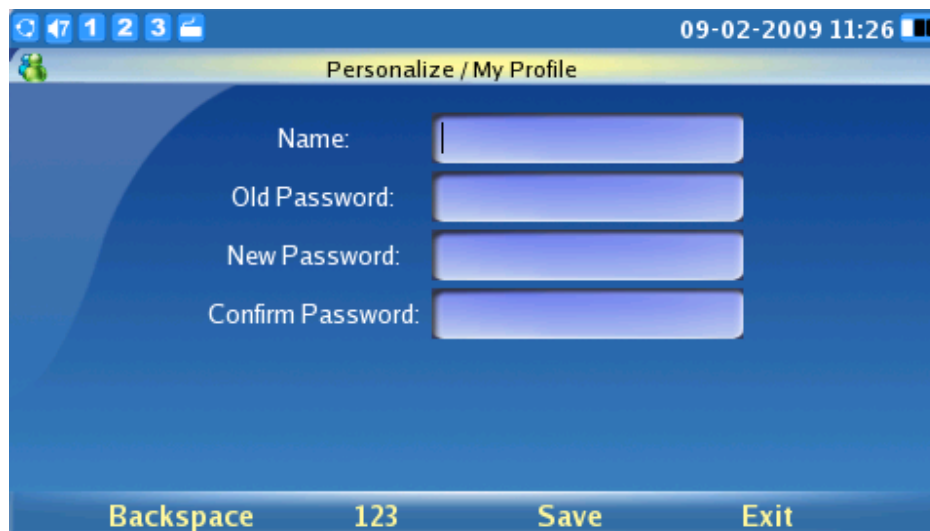 7 1 2 3 09-02-2009 11:26
Personalize / My Profile
Name:
Old Password:
New Password:
Confirm Password:
Backspace 123 Save Exit